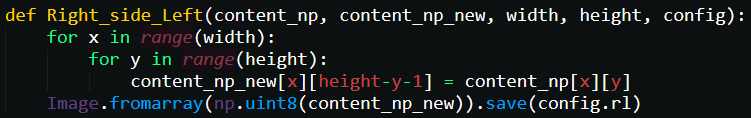 def Right_side_Left(content_np, content_np_new, width, height, config):
    for x in range(width):
        for y in range(height):
            content_np_new[x][height-y-1] = content_np[x][y]
    Image.fromarray(np.uint8(content_np_new)).save(config.rl)